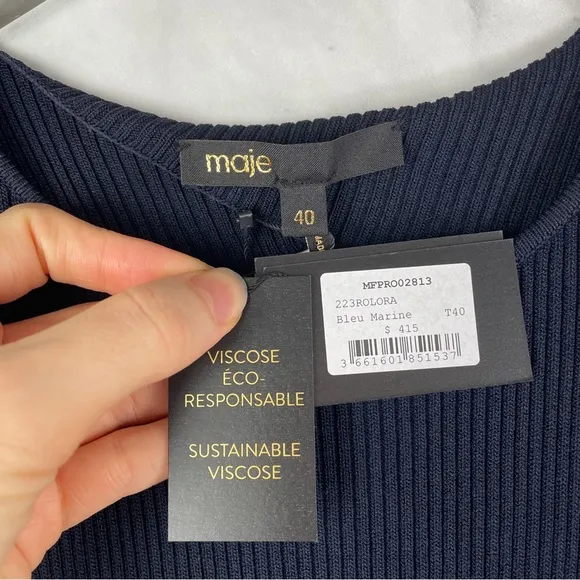 maje
40
MFPRO02813
223ROLORA
Bleu Marine T40
$ 415
3 661601 851537
VISCOSE
ÉCO-
RESPONSABLE
SUSTAINABLE
VISCOSE